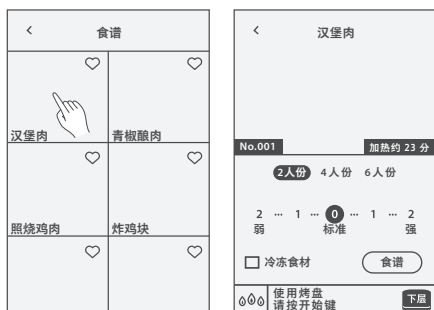 食谱
汉堡肉
青椒酿肉
照烧鸡肉
炸鸡块
汉堡肉
No.001
加热约 23 分
2人份 4人份 6人份
2 ··· 1 ··· 0 ··· 1 ··· 2
弱 标准 强
冷冻食材
食谱
使用烤盘
请按开始键
下层